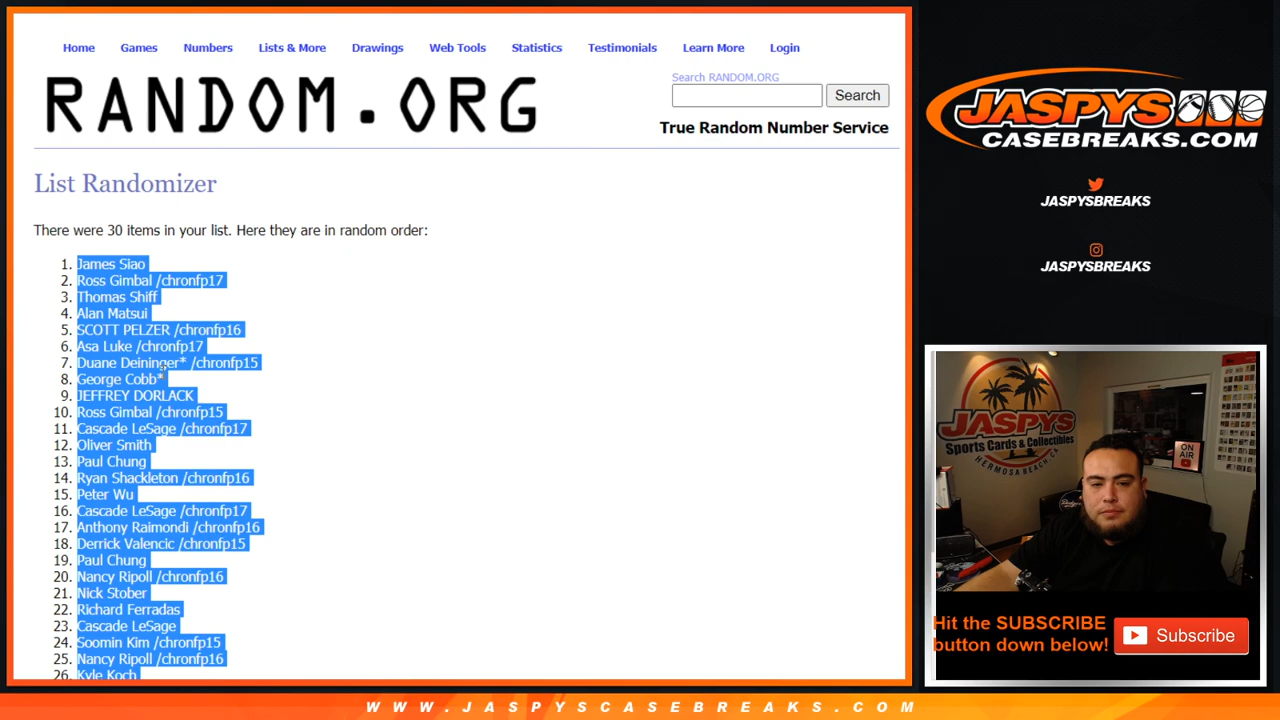 Home Games Numbers Lists & More Drawings Web Tools Statistics Testimonials Learn More Login
RANDOM.ORG
Search RANDOM.ORG
Search
True Random Number Service
List Randomizer
There were 30 items in your list. Here they are in random order:
1. James Siao
2. Ross Gimbal /chronfp17
3. Thomas Shiff
4. Alan Matsui
5. SCOTT PELZER /chronfp16
6. Asa Luke /chronfp17
7. Duane Deininger* /chronfp15
8. George Cobb*
9. JEFFREY DORLACK
10. Ross Gimbal /chronfp15
11. Cascade LeSage /chronfp17
12. Oliver Smith
13. Paul Chung
14. Ryan Shackleton /chronfp16
15. Peter Wu
16. Cascade LeSage /chronfp17
17. Anthony Raimondi /chronfp16
18. Derrick Valencic /chronfp15
19. Paul Chung
20. Nancy Ripoll /chronfp16
21. Nick Stober
22. Richard Ferradas
23. Cascade LeSage
24. Soomin Kim /chronfp15
25. Nancy Ripoll /chronfp16
26. Kyle Koch
JASPYS
CASEBREAKS.COM
JASPYSBREAKS
JASPYSBREAKS
JASPYS
Sports Cards & Collectibles
HERMOSA BEACH, CA
ON
AIR
Hit the SUBSCRIBE
button down below!
Subscribe
WWW.JASPYSCASEBREAKS.COM